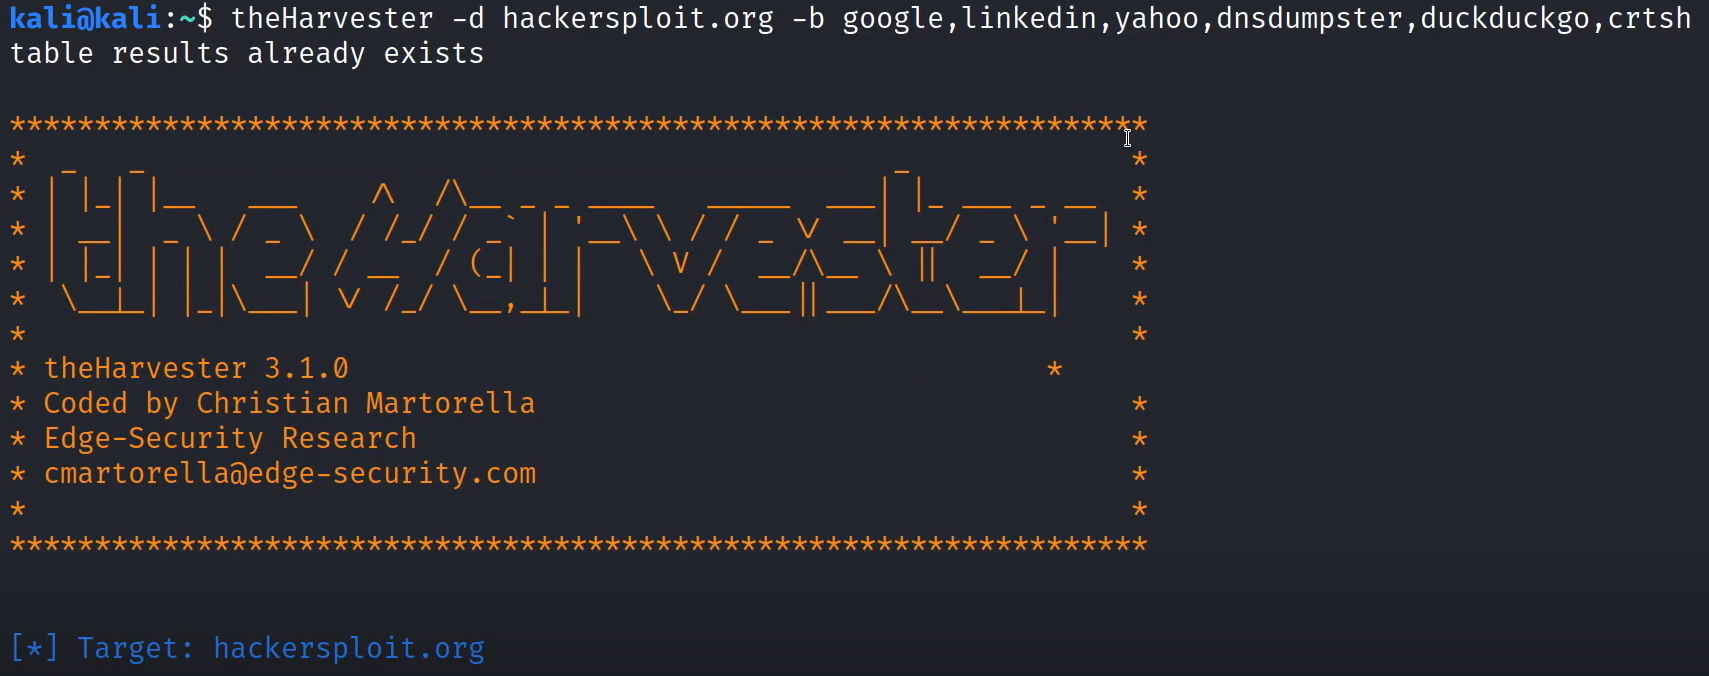 kali@kali:~$ theHarvester -d hackersploit.org -b google,linkedin,yahoo,dnsdumpster,duckduckgo,crtsh
table results already exists
*******************************************************************
theHarvester
* theHarvester 3.1.0 *
* Coded by Christian Martorella *
* Edge-Security Research *
* cmartorella@edge-security.com *
* *
*******************************************************************
[*] Target: hackersploit.org